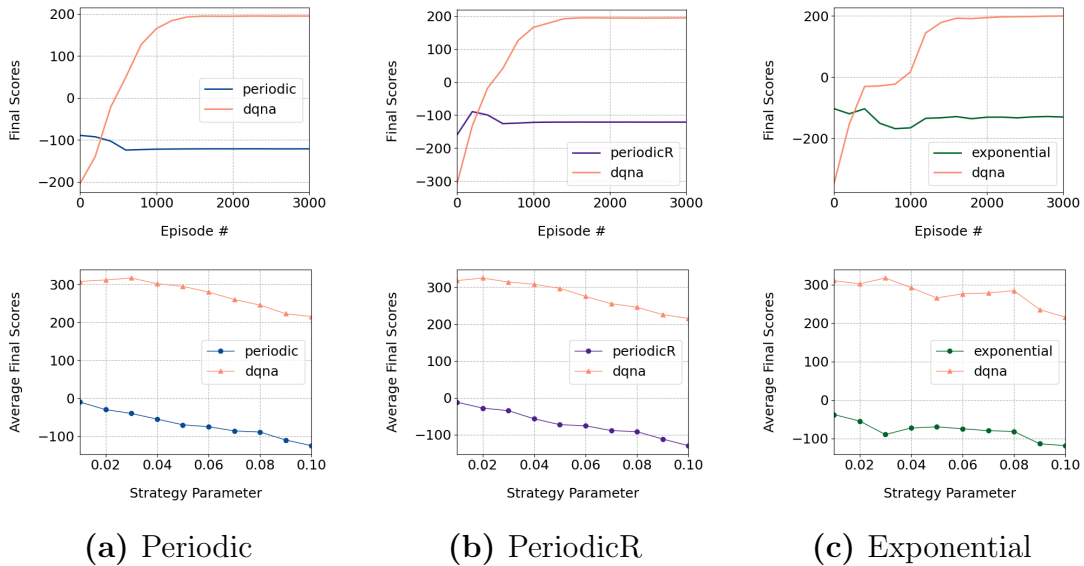 200
100
0
−100
−200
Final Scores
periodic
dqna
0 1000 2000 3000
Episode #
200
100
0
−100
−200
−300
Final Scores
periodicR
dqna
0 1000 2000 3000
Episode #
200
0
−200
Final Scores
exponential
dqna
0 1000 2000 3000
Episode #
300
200
100
0
−100
Average Final Scores
periodic
dqna
0.02 0.04 0.06 0.08 0.10
Strategy Parameter
300
200
100
0
−100
Average Final Scores
periodicR
dqna
0.02 0.04 0.06 0.08 0.10
Strategy Parameter
300
200
100
0
−100
Average Final Scores
exponential
dqna
0.02 0.04 0.06 0.08 0.10
Strategy Parameter
(a) Periodic
(b) PeriodicR
(c) Exponential